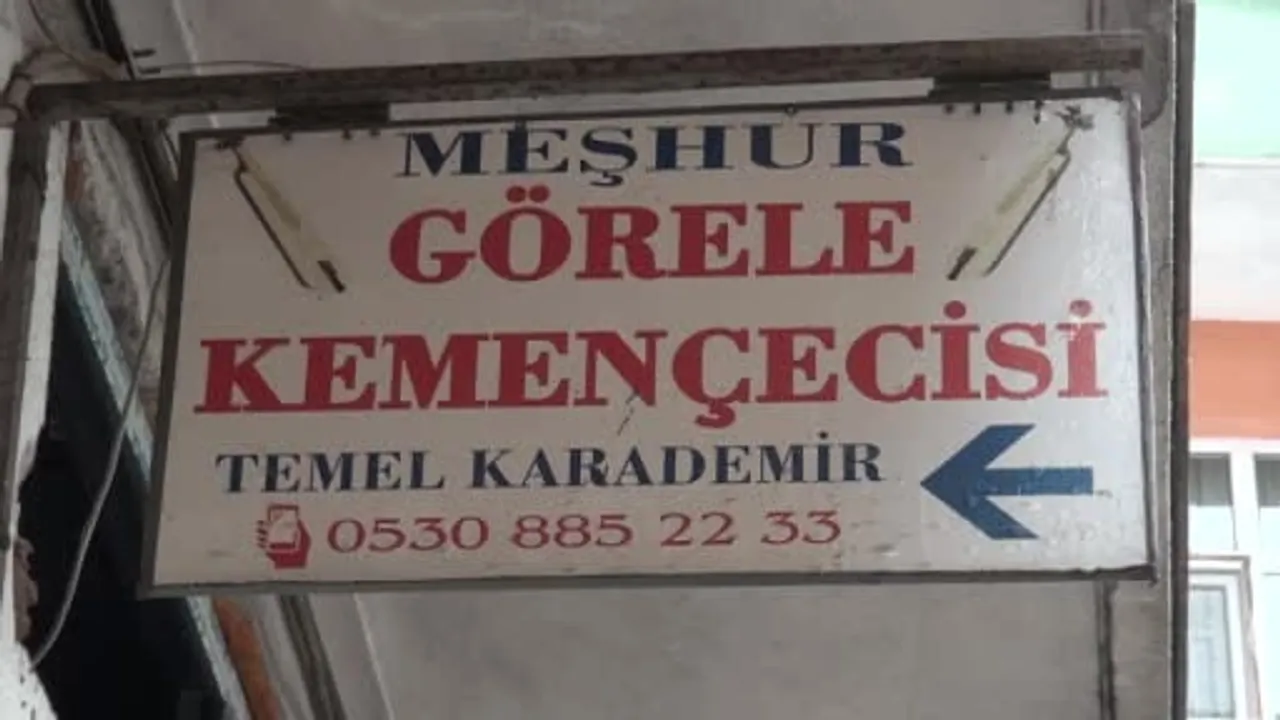 MEŞHUR
GÖRELE
KEMENÇECİSİ
TEMEL KARADEMİR
0530 885 22 33